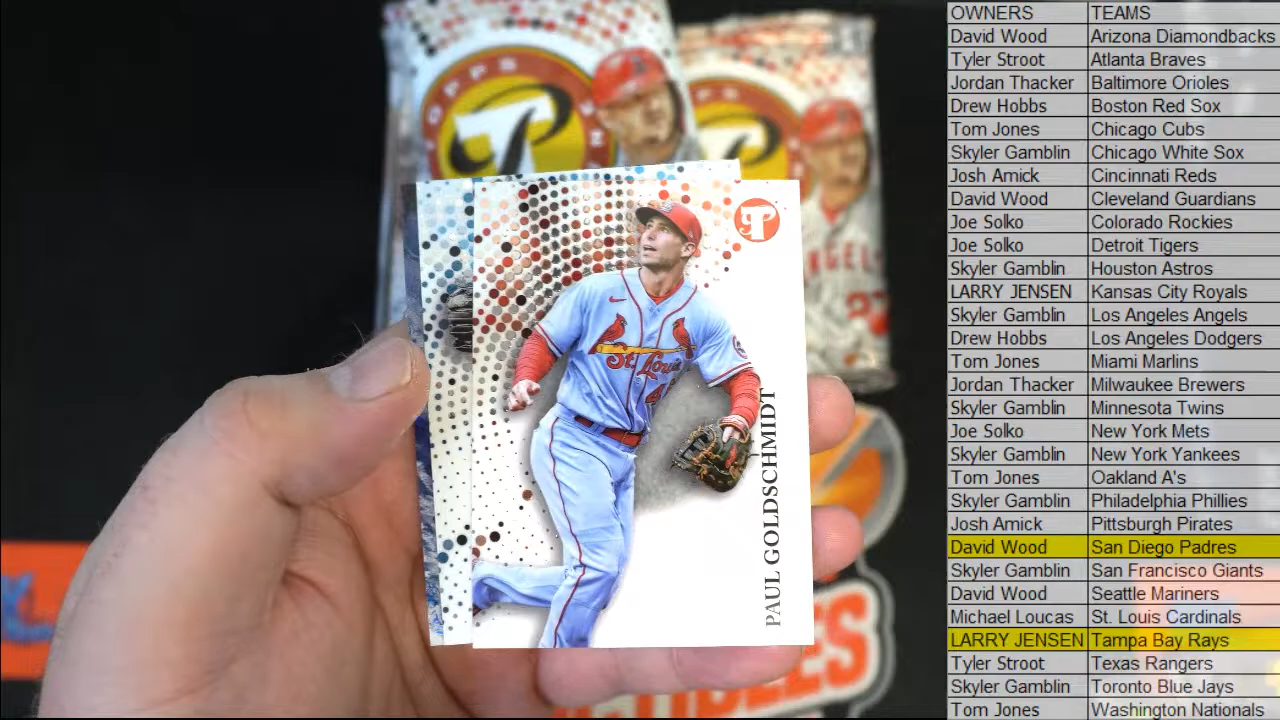 OWNERS TEAMS
David Wood Arizona Diamondbacks
Tyler Stroot Atlanta Braves
Jordan Thacker Baltimore Orioles
Drew Hobbs Boston Red Sox
Tom Jones Chicago Cubs
Skyler Gamblin Chicago White Sox
Josh Amick Cincinnati Reds
David Wood Cleveland Guardians
Joe Solko Colorado Rockies
Joe Solko Detroit Tigers
Skyler Gamblin Houston Astros
LARRY JENSEN Kansas City Royals
Skyler Gamblin Los Angeles Angels
Drew Hobbs Los Angeles Dodgers
Tom Jones Miami Marlins
Jordan Thacker Milwaukee Brewers
Skyler Gamblin Minnesota Twins
Joe Solko New York Mets
Skyler Gamblin New York Yankees
Tom Jones Oakland A's
Skyler Gamblin Philadelphia Phillies
Josh Amick Pittsburgh Pirates
David Wood San Diego Padres
Skyler Gamblin San Francisco Giants
David Wood Seattle Mariners
Michael Loucas St. Louis Cardinals
LARRY JENSEN Tampa Bay Rays
Tyler Stroot Texas Rangers
Skyler Gamblin Toronto Blue Jays
Tom Jones Washington Nationals
TOPPS
St. Louis
PAUL GOLDSCHMIDT